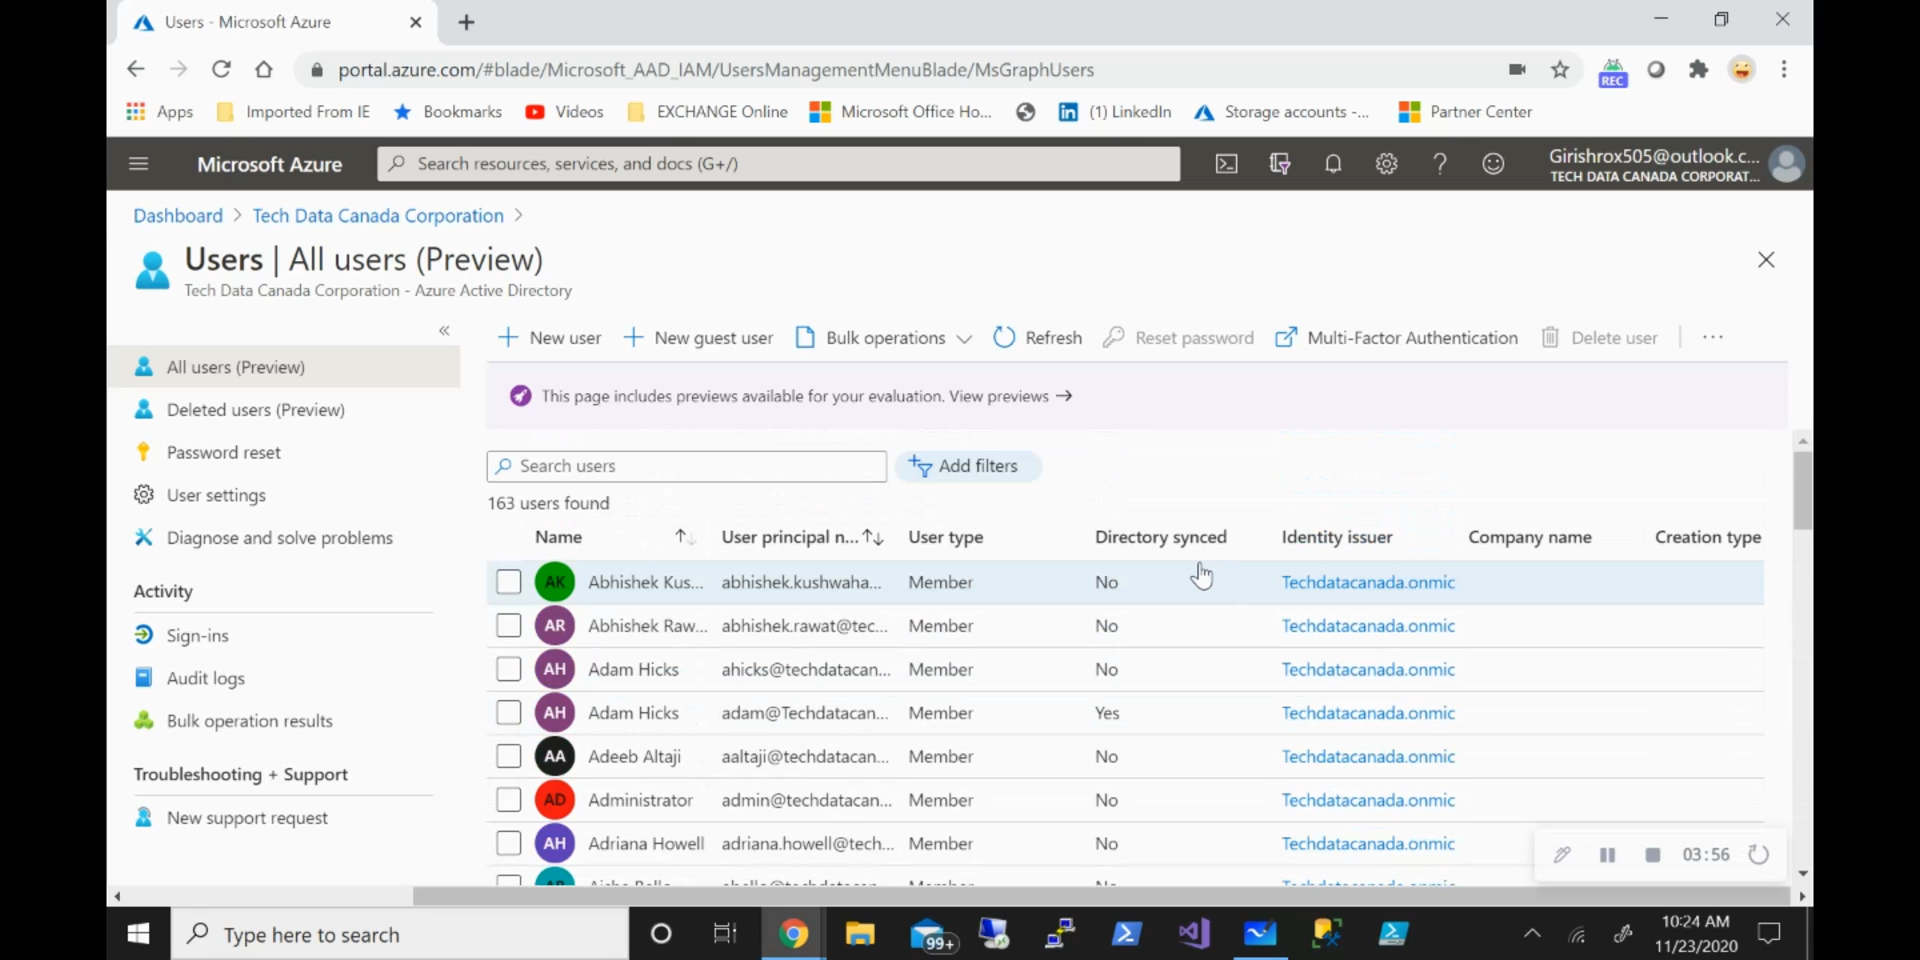 Users - Microsoft Azure
portal.azure.com/#blade/Microsoft_AAD_IAM/UsersManagementMenuBlade/MsGraphUsers
REC
Apps Imported From IE Bookmarks Videos EXCHANGE Online Microsoft Office Ho... (1) LinkedIn Storage accounts -... Partner Center
Microsoft Azure Search resources, services, and docs (G+/) Girishrox505@outlook.c...
TECH DATA CANADA CORPORAT...
Dashboard > Tech Data Canada Corporation >
Users | All users (Preview)
Tech Data Canada Corporation - Azure Active Directory
New user New guest user Bulk operations Refresh Reset password Multi-Factor Authentication Delete user ...
This page includes previews available for your evaluation. View previews →
All users (Preview)
Deleted users (Preview)
Password reset
User settings
Diagnose and solve problems
Activity
Sign-ins
Audit logs
Bulk operation results
Troubleshooting + Support
New support request
Search users Add filters
163 users found
Name User principal n... User type Directory synced Identity issuer Company name Creation type
AK Abhishek Kus... abhishek.kushwaha... Member No Techdatacanada.onmic
AR Abhishek Raw... abhishek.rawat@tec... Member No Techdatacanada.onmic
AH Adam Hicks ahicks@techdatacan... Member No Techdatacanada.onmic
AH Adam Hicks adam@Techdatacan... Member Yes Techdatacanada.onmic
AA Adeeb Altaji aaltaji@techdatacan... Member No Techdatacanada.onmic
AD Administrator admin@techdatacan... Member No Techdatacanada.onmic
AH Adriana Howell adriana.howell@tech... Member No Techdatacanada.onmic
03:56
Type here to search
99+
10:24 AM
11/23/2020